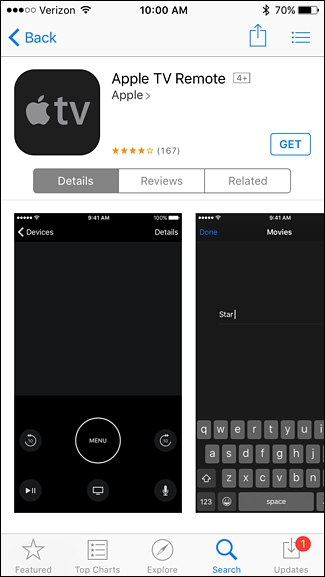 Verizon 10:00 AM 70%
Back
Apple TV Remote 4+
Apple >
tv
(167)
GET
Details Reviews Related
9:41 AM 100%
Devices Details
10 MENU 10
9:41 AM
Done Movies
Star
q w e r t y u
a s d f g h
z x c v b
123 space
Featured Top Charts Explore Search Updates
1